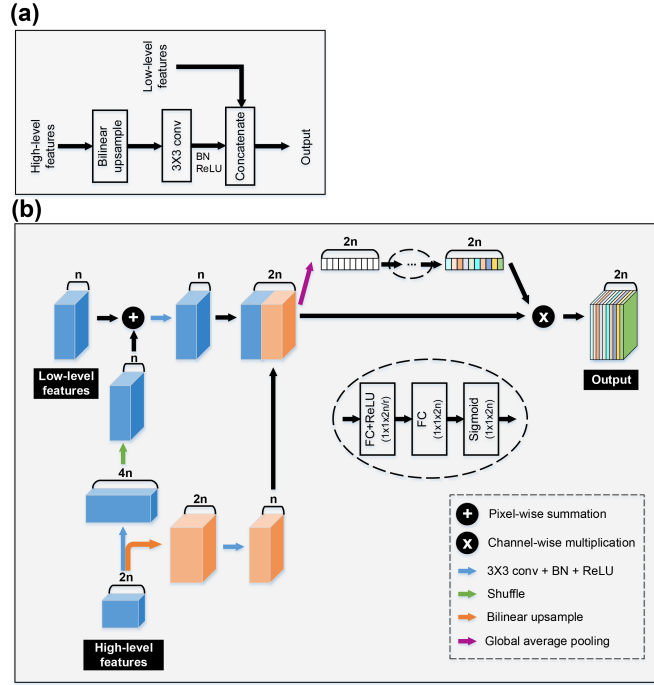 (a)
Low-level
features
High-level
features
Bilinear
upsample
3X3 conv
BN
ReLU
Concatenate
Output
(b)
n
n
2n
2n
...
2n
2n
+
x
Low-level
features
Output
n
FC+ReLU
(1x1x2n/r)
FC
(1x1x2n)
Sigmoid
(1x1x2n)
4n
2n
n
2n
High-level
features
+ Pixel-wise summation
x Channel-wise multiplication
3X3 conv + BN + ReLU
Shuffle
Bilinear upsample
Global average pooling